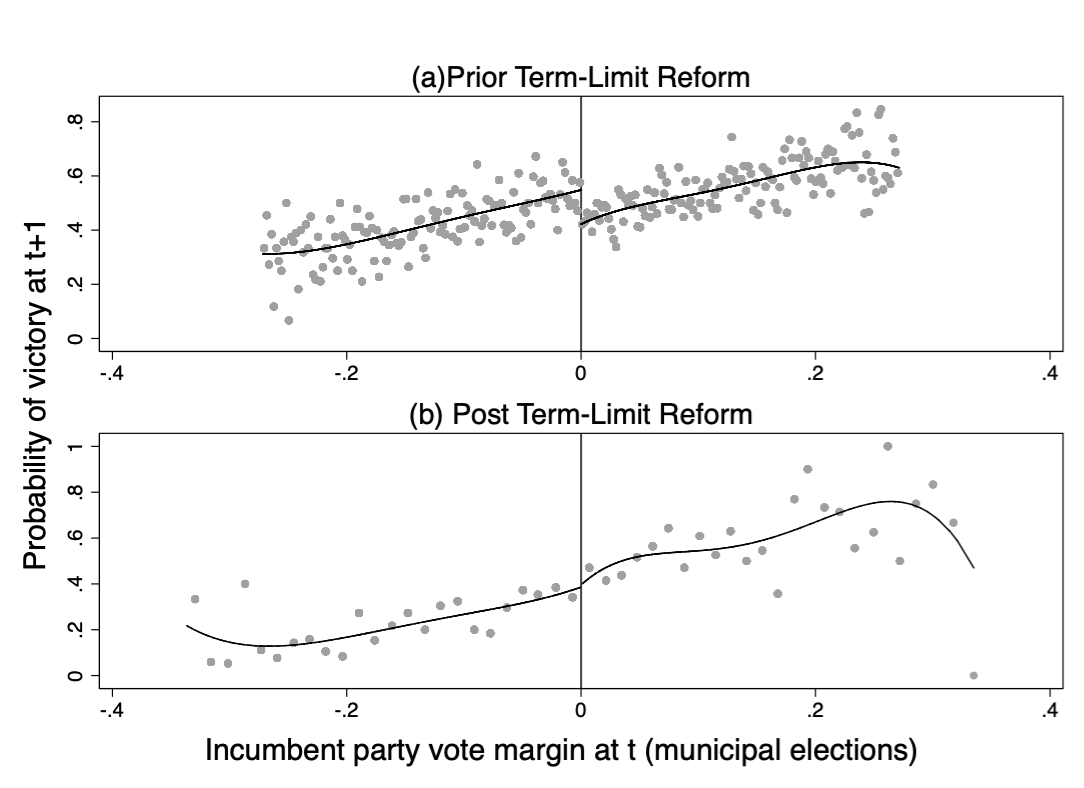 (a)Prior Term-Limit Reform
.8
.6
.4
.2
0
-.4 -.2 0 .2 .4
(b) Post Term-Limit Reform
1
.8
.6
.4
.2
0
-.4 -.2 0 .2 .4
Probability of victory at t+1
Incumbent party vote margin at t (municipal elections)